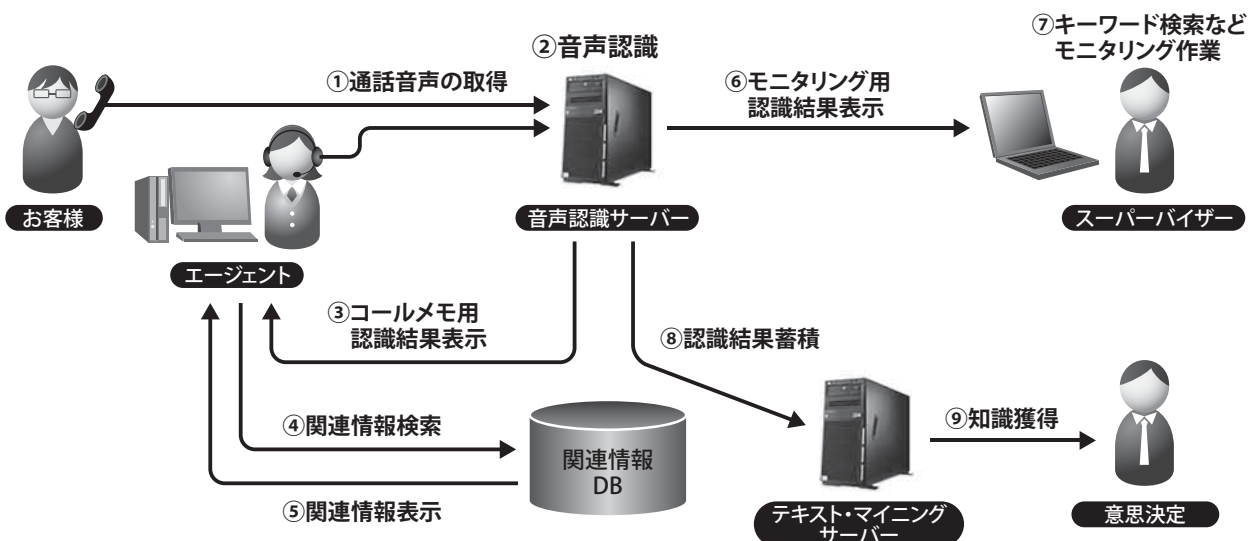 ⑦キーワード検索など
モニタリング作業
②音声認識
①通話音声の取得
⑥モニタリング用
認識結果表示
お客様
音声認識サーバー
スーパーバイザー
エージェント
③コールメモ用
認識結果表示
⑧認識結果蓄積
④関連情報検索
関連情報
DB
⑨知識獲得
⑤関連情報表示
テキスト・マイニング
サーバー
意思決定